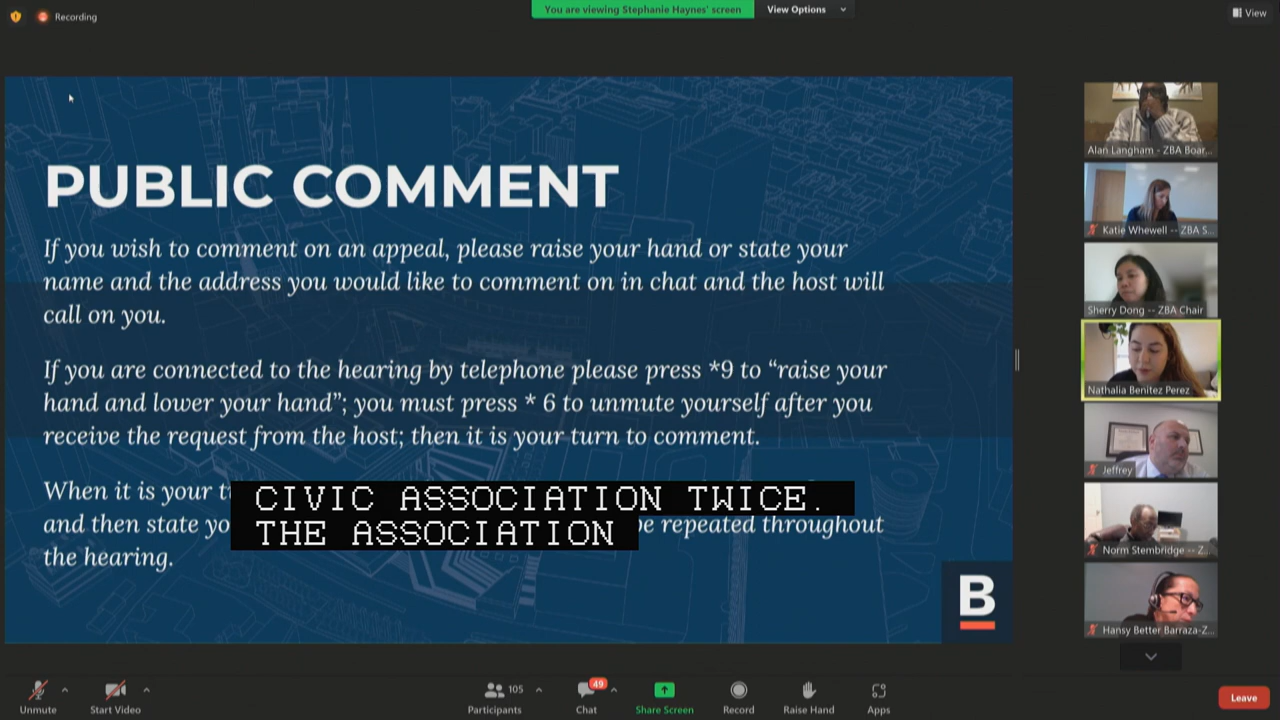 Recording
You are viewing Stephanie Haynes' screen
View Options
View
PUBLIC COMMENT
If you wish to comment on an appeal, please raise your hand or state your
name and the address you would like to comment on in chat and the host will
call on you.
If you are connected to the hearing by telephone please press *9 to “raise your
hand and lower your hand”; you must press * 6 to unmute yourself after you
receive the request from the host; then it is your turn to comment.
When it is your
and then state be repeated throughout
the hearing.
CIVIC ASSOCIATION TWICE.
THE ASSOCIATION
B
Alan Langham - ZBA Boar...
Katie Whewell -- ZBA S...
Sherry Dong -- ZBA Chair
Nathalia Benitez Perez
Jeffrey
Norm Stembridge -- Z...
Hansy Better Barraza-Z...
Unmute
Start Video
105
Participants
49
Chat
Share Screen
Record
Raise Hand
Apps
Leave